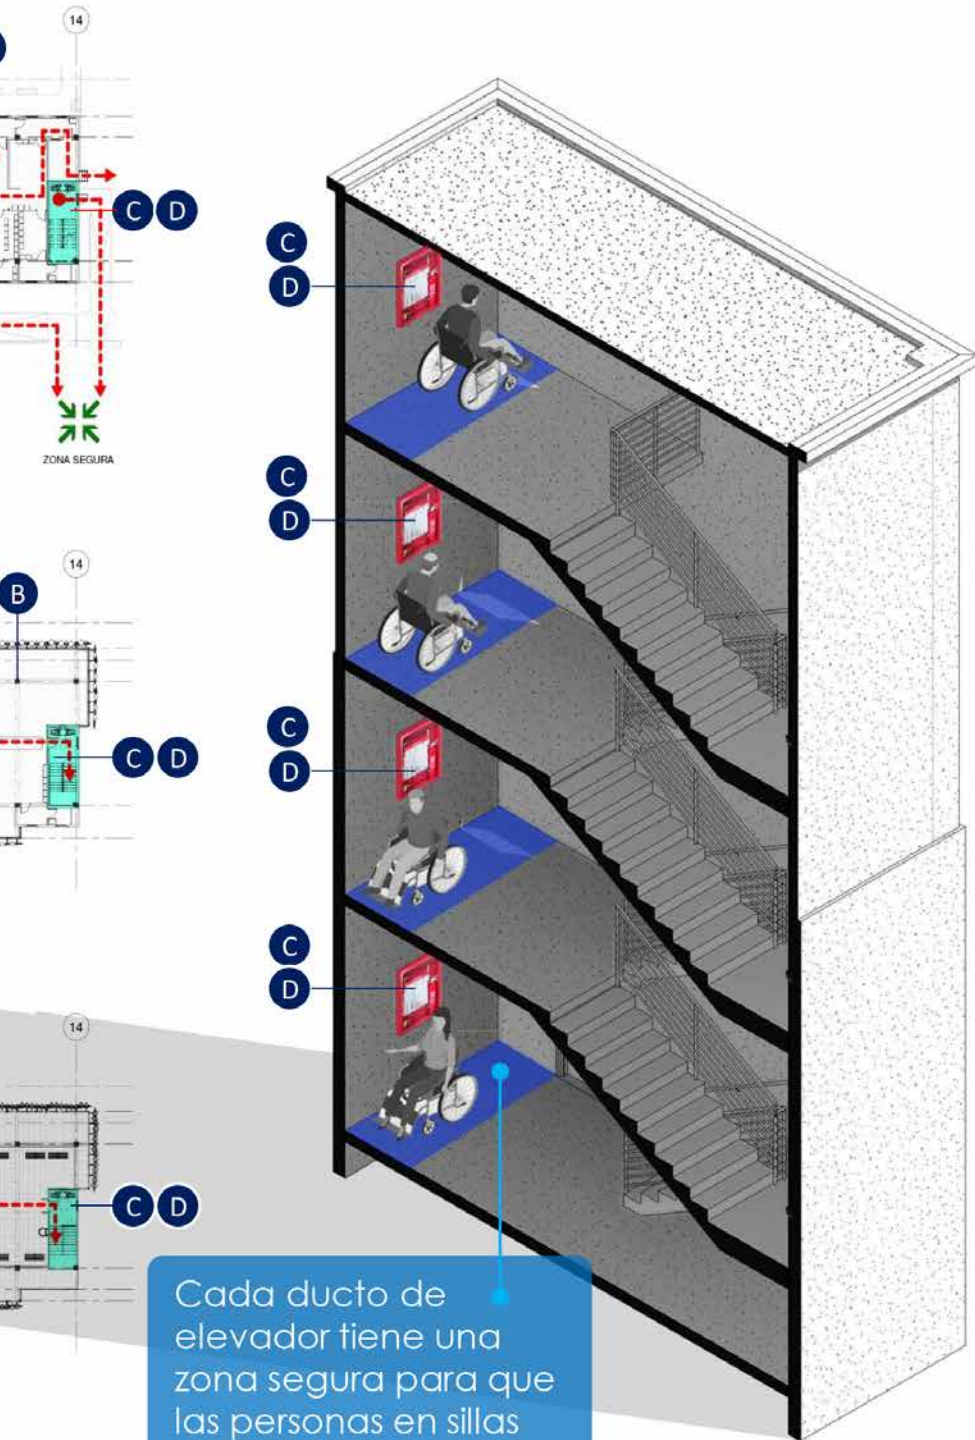 14
C D
ZONA SEGURA
14
B
C D
14
C D
C
D
C
D
C
D
C
D
Cada ducto de
elevador tiene una
zona segura para que
las personas en sillas